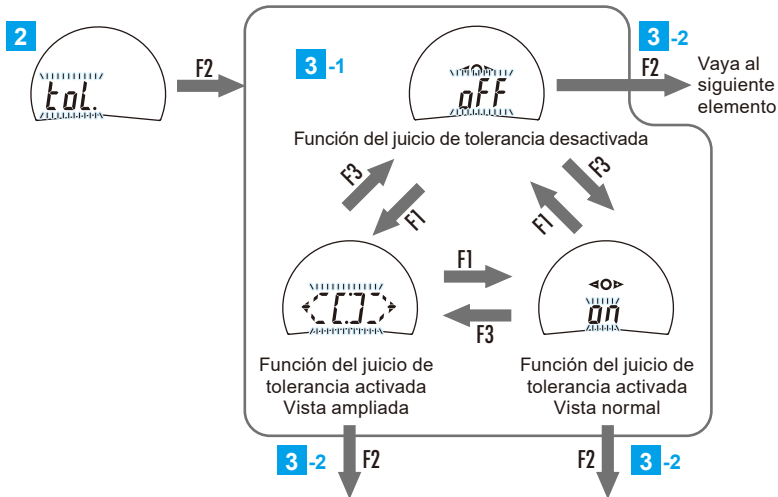 2
tol.
F2
3 -1
oFF
3 -2
F2
Vaya al
siguiente
elemento
Función del juicio de tolerancia desactivada
F3
F1
F3
F1
F1
F3
on
Función del juicio de
tolerancia activada
Vista ampliada
Función del juicio de
tolerancia activada
Vista normal
3 -2
F2
F2
3 -2